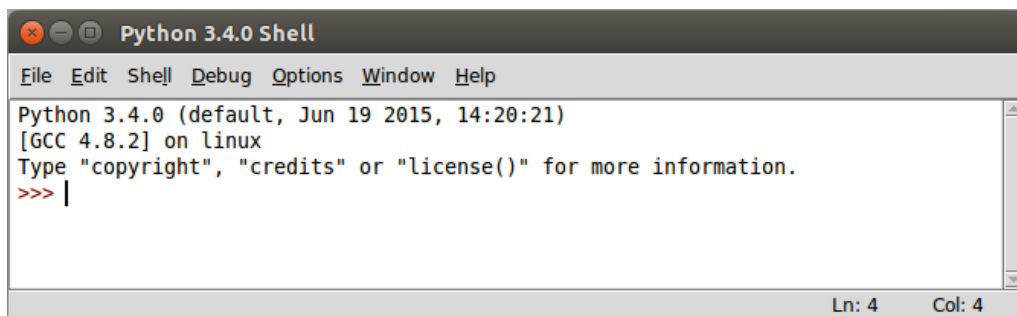 Python 3.4.0 Shell
File Edit Shell Debug Options Window Help
Python 3.4.0 (default, Jun 19 2015, 14:20:21)
[GCC 4.8.2] on linux
Type "copyright", "credits" or "license()" for more information.
>>>
Ln: 4 Col: 4